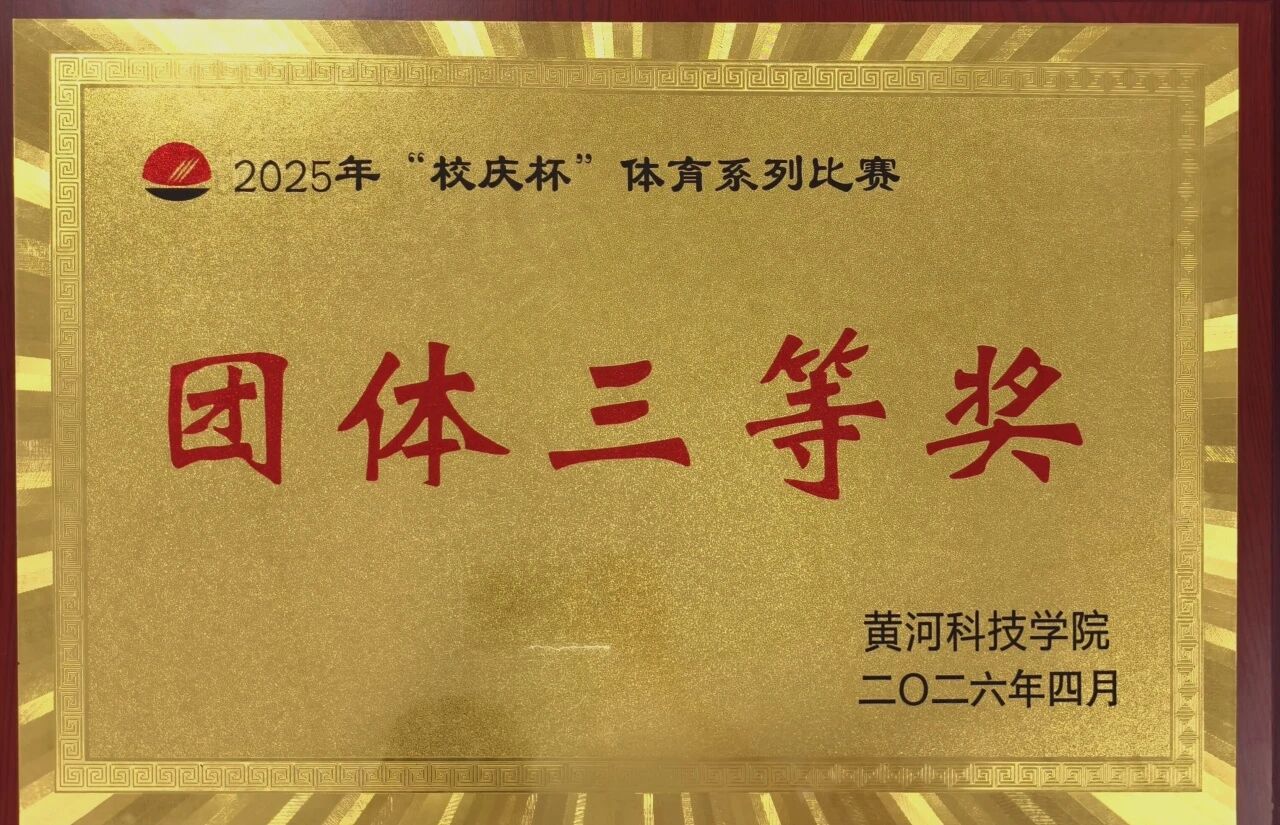 2025年“校庆杯”体育系列比赛
团体三等奖
黄河科技学院
二〇二六年四月